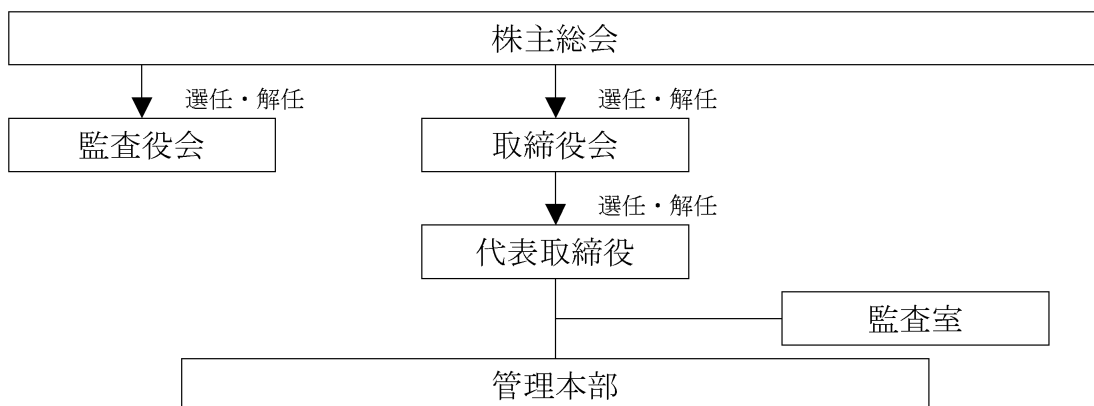 株主総会
選任・解任
選任・解任
監査役会
取締役会
選任・解任
代表取締役
監査室
管理本部